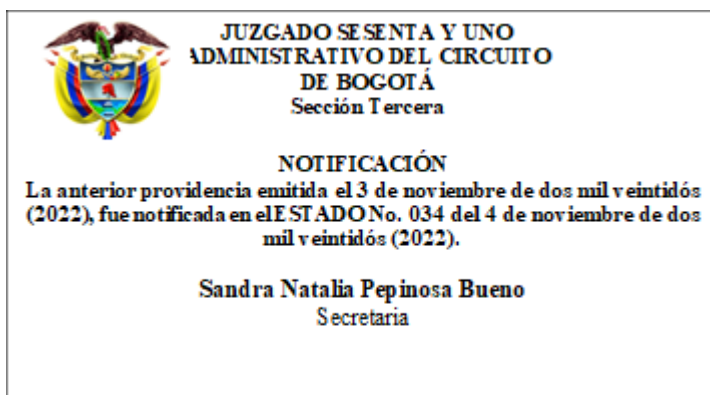 JUZGADO SESENTA Y UNO
ADMINISTRATIVO DEL CIRCUITO
DE BOGOTÁ
Sección Tercera
NOTIFICACIÓN
La anterior providencia emitida el 3 de noviembre de dos mil veintidós
(2022), fue notificada en el ESTADO No. 034 del 4 de noviembre de dos
mil veintidós (2022).
Sandra Natalia Pepinosa Bueno
Secretaria